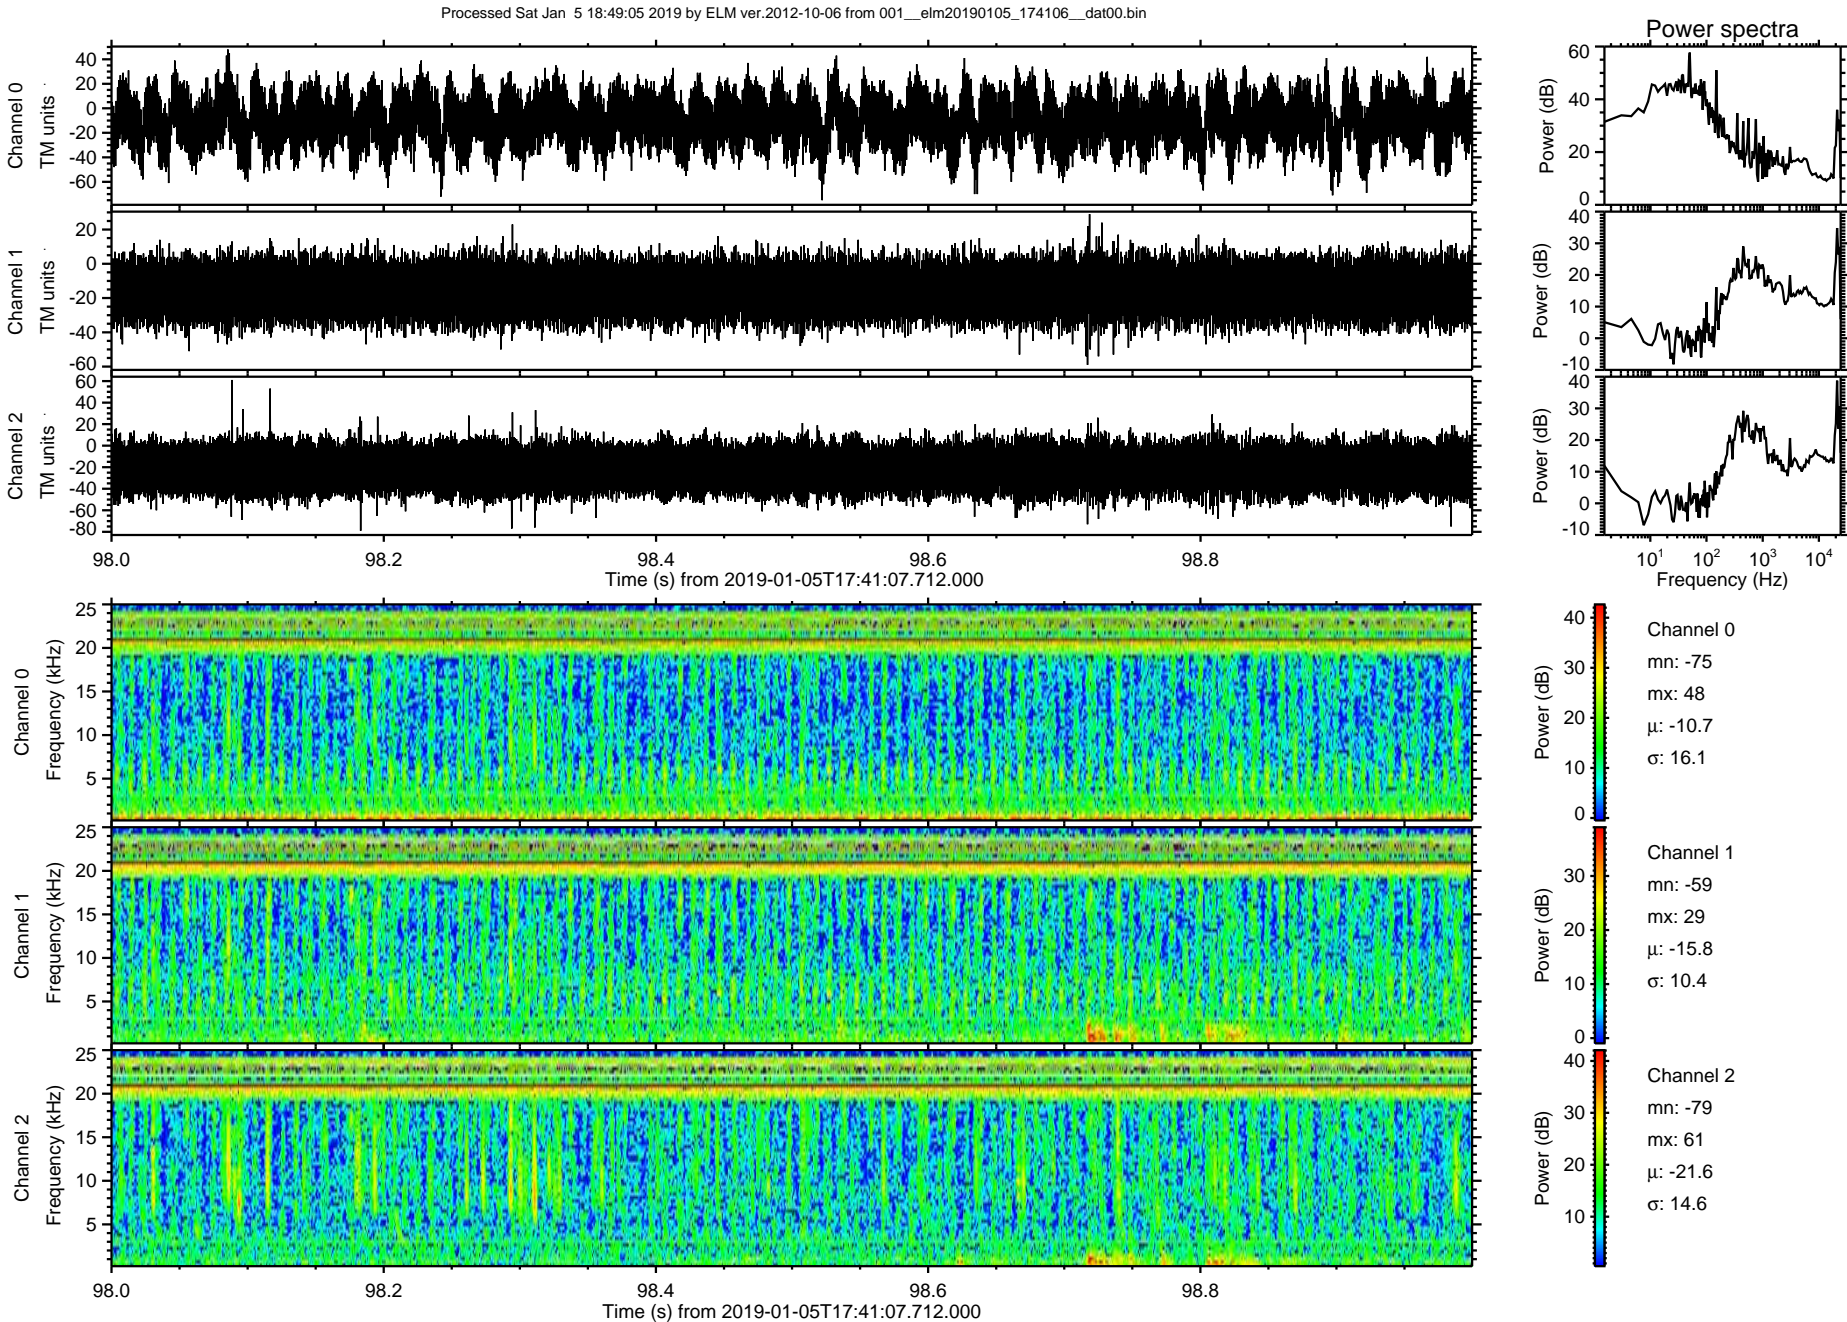 Processed Sat Jan 5 18:49:05 2019 by ELM ver.2012-10-06 from 001__elm20190105_174106__dat00.bin
Power spectra
Channel 0
TM units
40
20
0
-20
-40
-60
Power (dB)
60
40
20
0
Channel 1
TM units
20
0
-20
-40
-60
Power (dB)
40
30
20
10
0
-10
Channel 2
TM units
60
40
20
0
-20
-40
-60
-80
Power (dB)
40
30
20
10
0
-10
98.0 98.2 98.4 98.6 98.8
Time (s) from 2019-01-05T17:41:07.712.000
10^1 10^2 10^3 10^4
Frequency (Hz)
Channel 0
Frequency (kHz)
25
20
15
10
5
Power (dB)
40
30
20
10
0
Channel 0
mn: -75
mx: 48
μ: -10.7
σ: 16.1
Channel 1
Frequency (kHz)
25
20
15
10
5
Power (dB)
30
20
10
0
Channel 1
mn: -59
mx: 29
μ: -15.8
σ: 10.4
Channel 2
Frequency (kHz)
25
20
15
10
5
Power (dB)
40
30
20
10
Channel 2
mn: -79
mx: 61
μ: -21.6
σ: 14.6
98.0 98.2 98.4 98.6 98.8
Time (s) from 2019-01-05T17:41:07.712.000